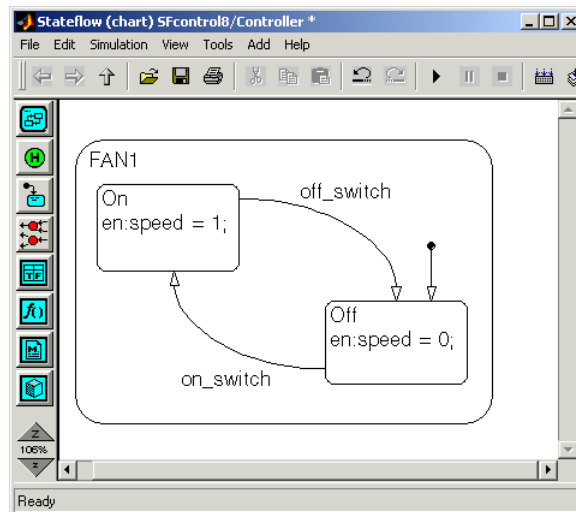 Stateflow (chart) SFcontrol8/Controller *
File Edit Simulation View Tools Add Help
H
FAN1
On
en:speed = 1;
off_switch
Off
en:speed = 0;
on_switch
TF
f()
M
Z
106%
z
Ready